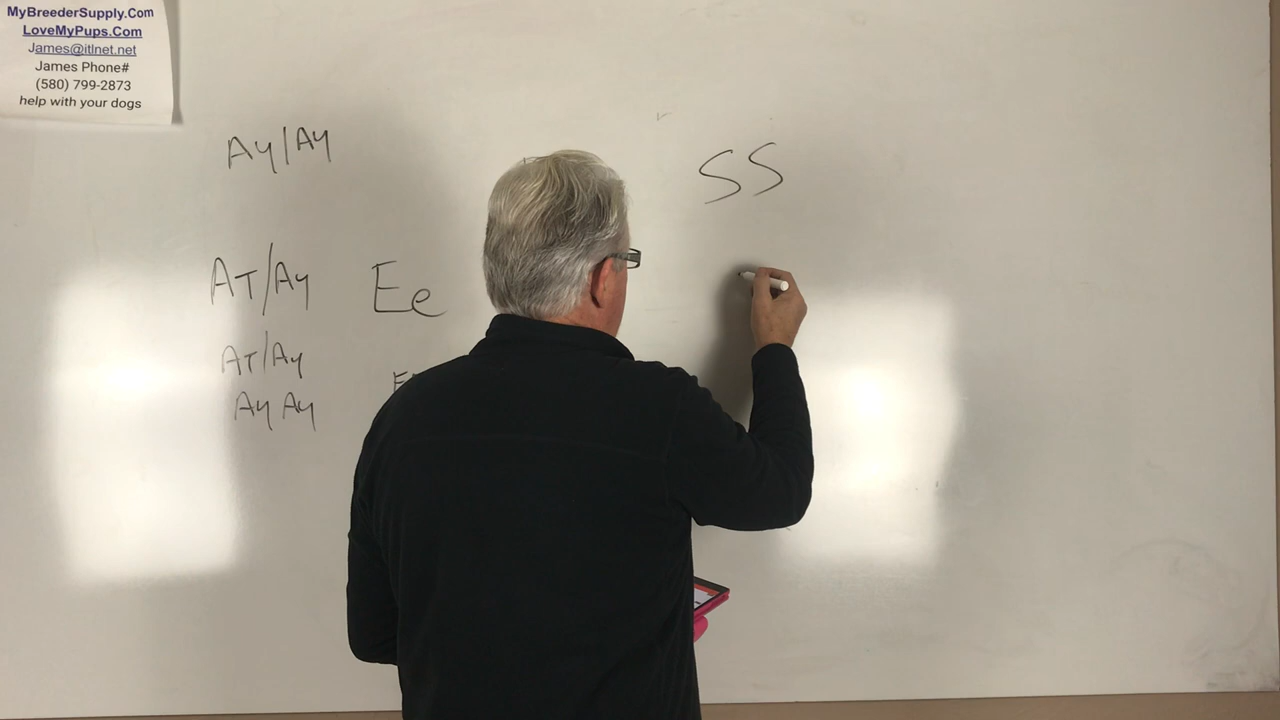 MyBreederSupply.Com
LoveMyPups.Com
James@itlnet.net
James Phone#
(580) 799-2873
help with your dogs
Ay/Ay
SS
AT/Ay Ee
AT/Ay
Ay Ay